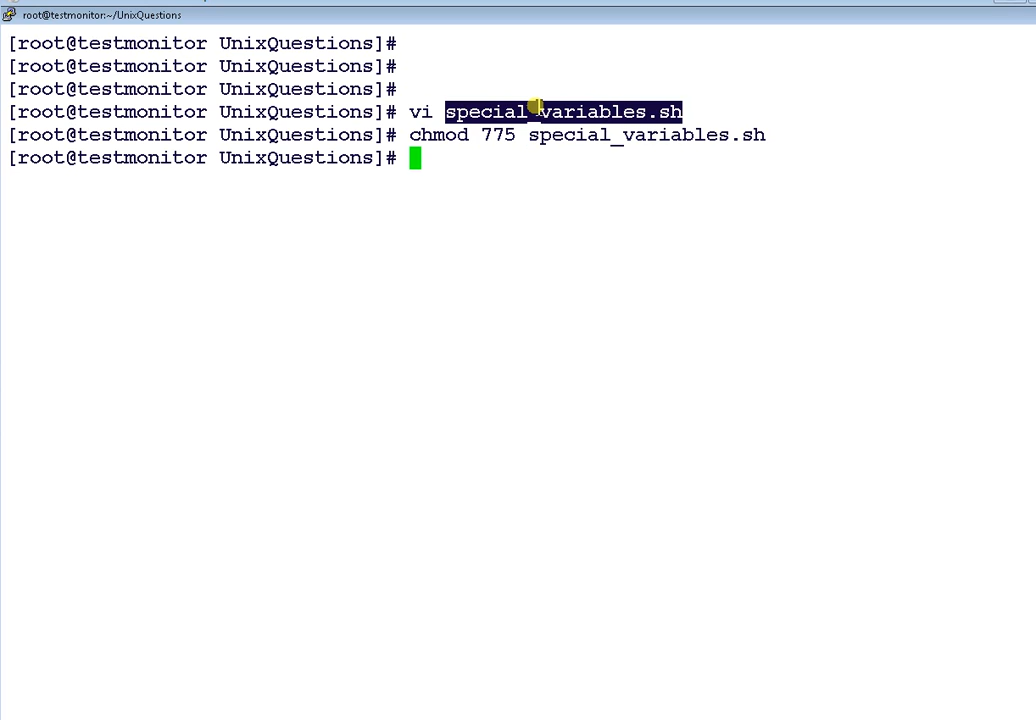 root@testmonitor:~/UnixQuestions
[root@testmonitor UnixQuestions]#
[root@testmonitor UnixQuestions]#
[root@testmonitor UnixQuestions]#
[root@testmonitor UnixQuestions]# vi special_variables.sh
[root@testmonitor UnixQuestions]# chmod 775 special_variables.sh
[root@testmonitor UnixQuestions]#